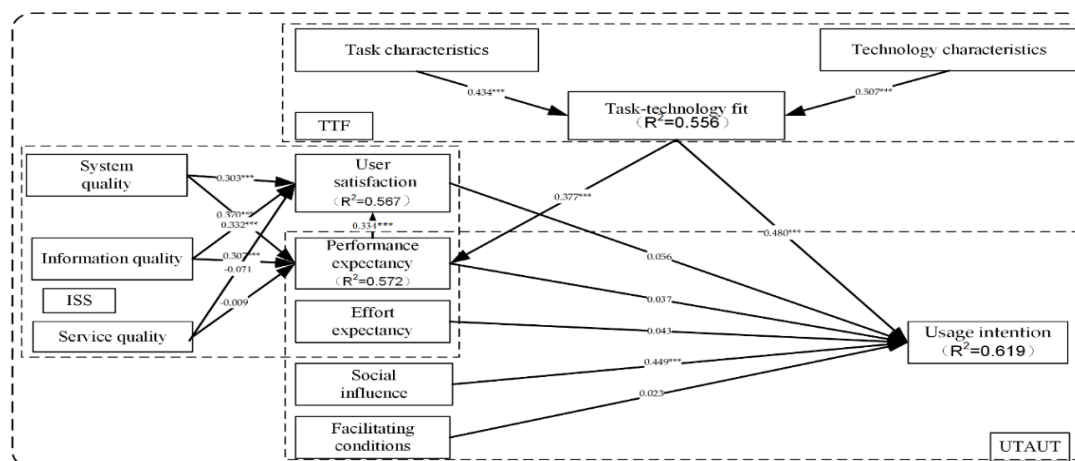 Task characteristics
Technology characteristics
0.434***
0.507***
Task-technology fit
(R²=0.556)
TTF
System
quality
User
satisfaction
(R²=0.567)
0.303***
0.370***
0.332***
0.377***
0.334***
0.480***
Information quality
0.307***
-0.071
Performance
expectancy
(R²=0.572)
0.056
ISS
-0.009
0.037
Service quality
Effort
expectancy
0.043
Usage intention
(R²=0.619)
Social
influence
0.449***
0.023
Facilitating
conditions
UTAUT